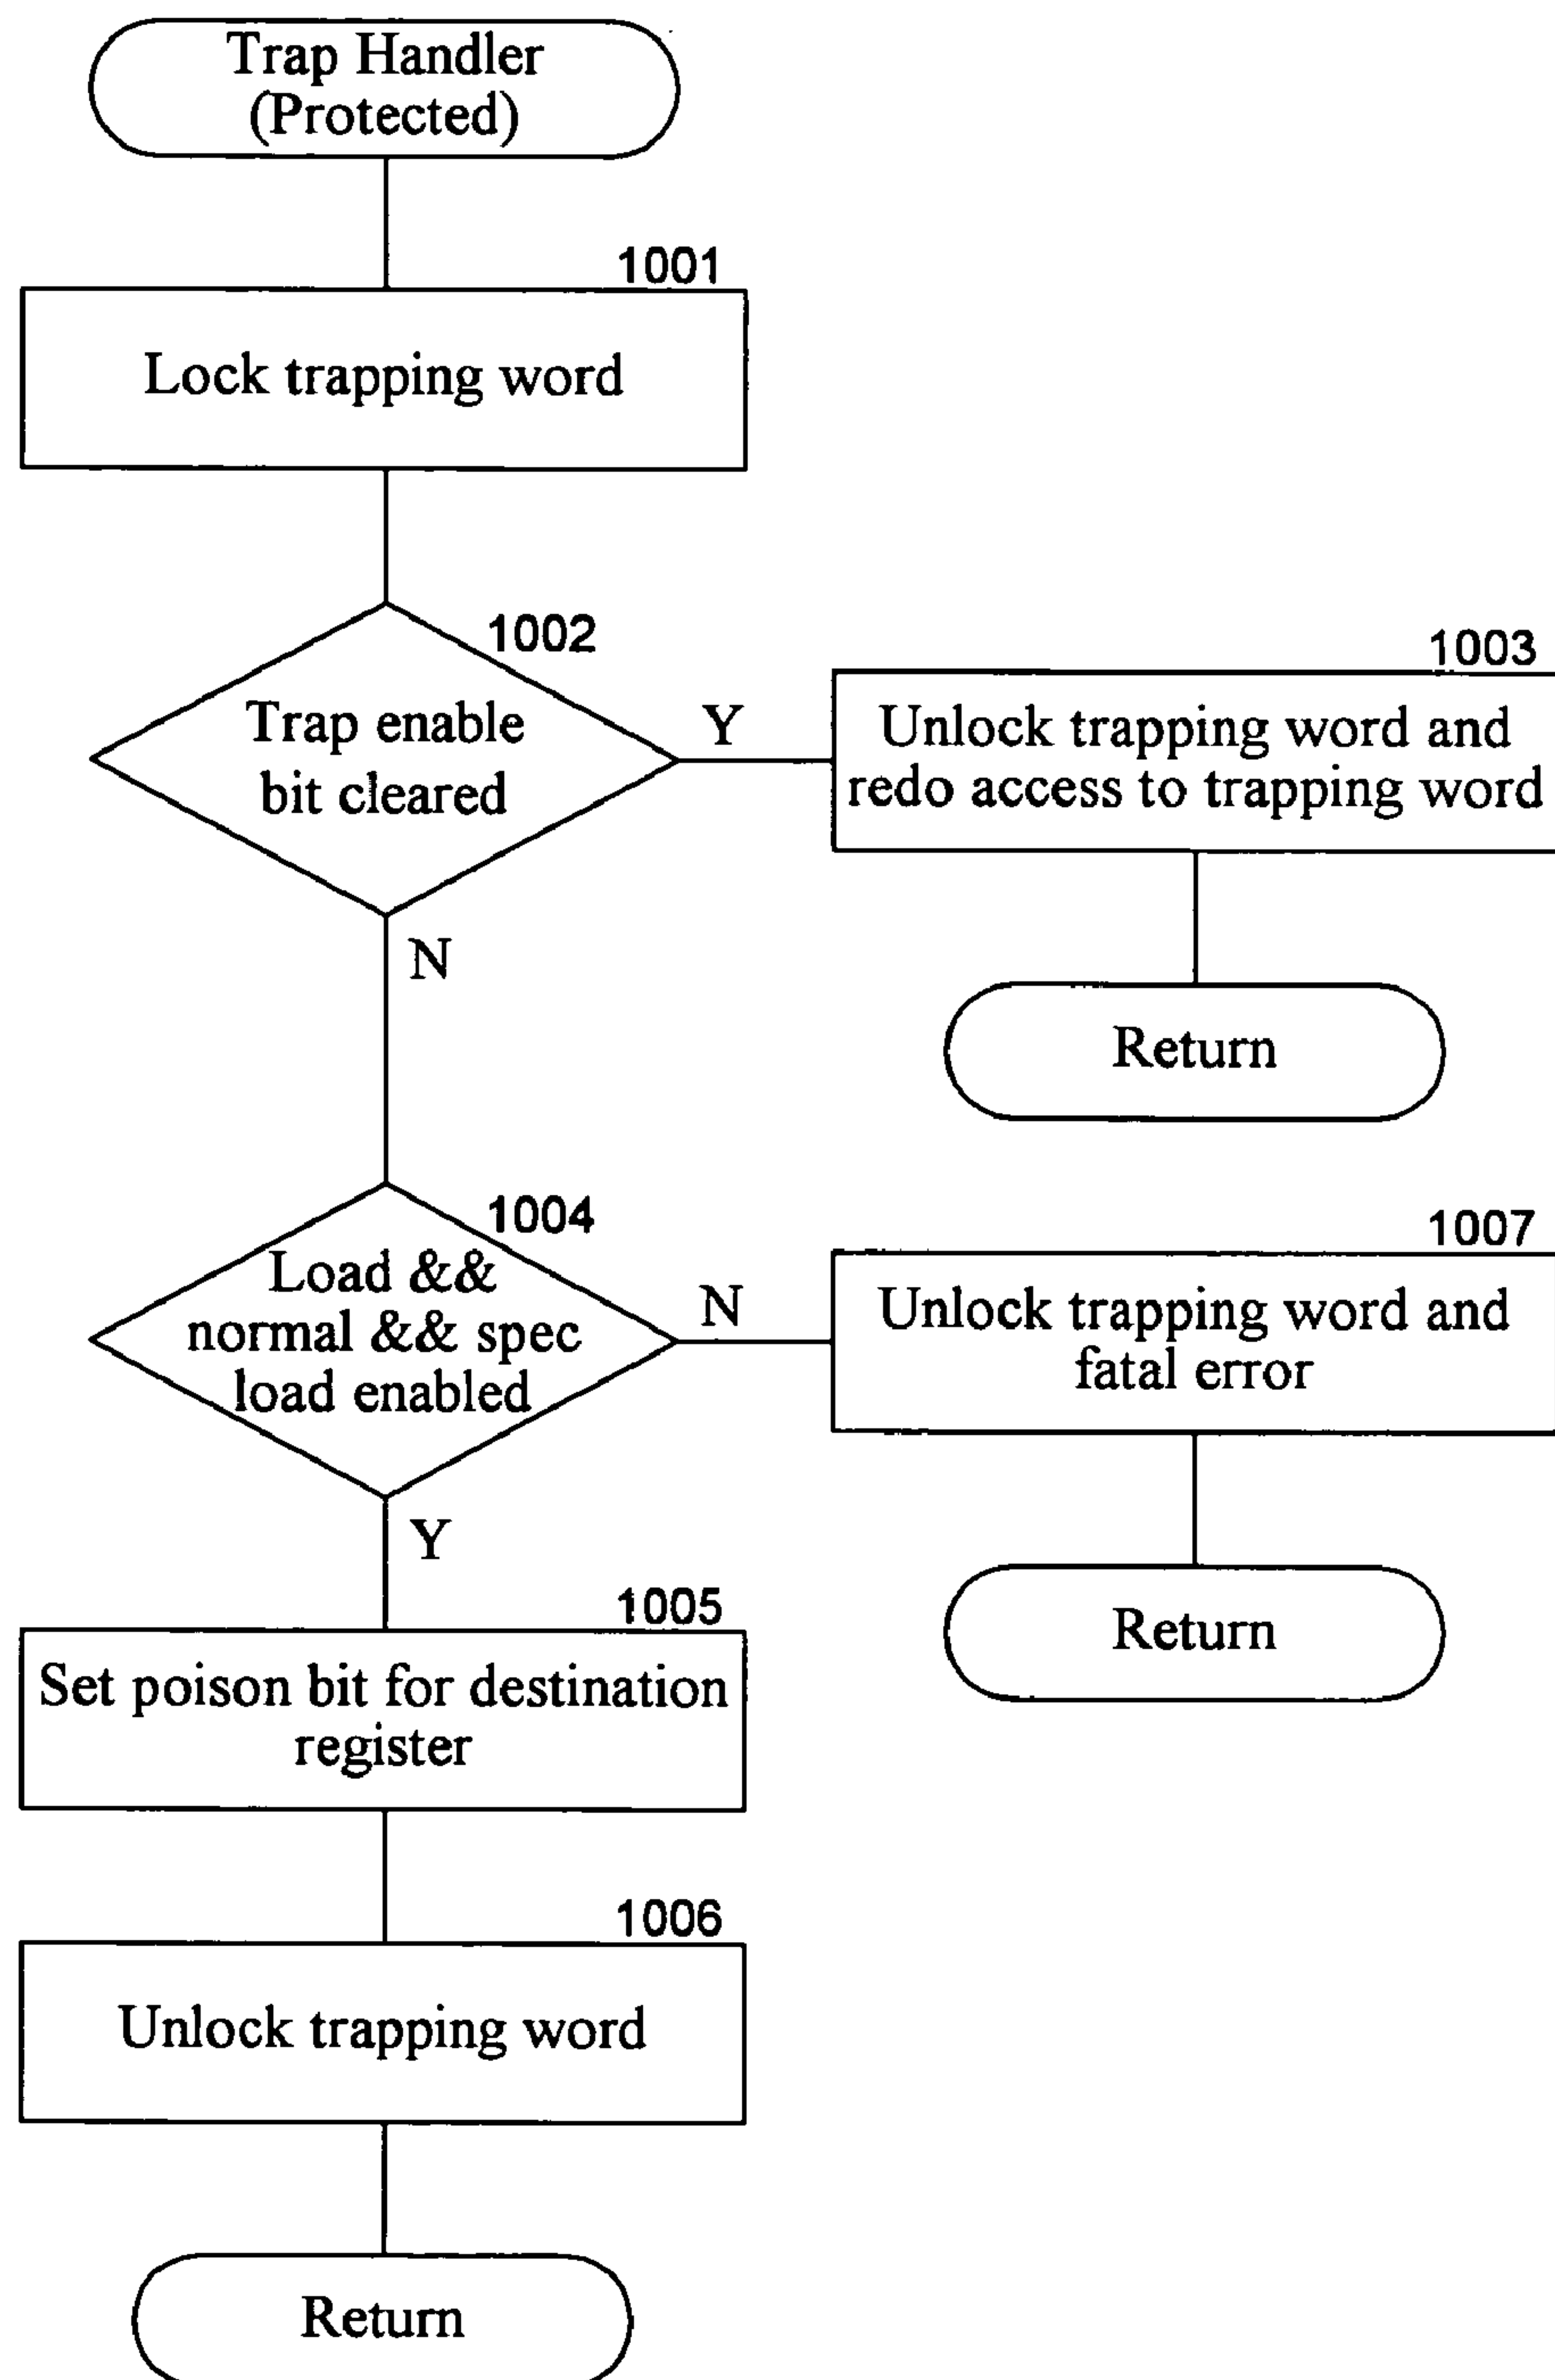 Trap Handler
(Protected)
1001
Lock trapping word
1002
Trap enable
bit cleared
Y
N
1003
Unlock trapping word and
redo access to trapping word
Return
1004
Load &&
normal && spec
load enabled
N
Y
1007
Unlock trapping word and
fatal error
Return
1005
Set poison bit for destination
register
1006
Unlock trapping word
Return